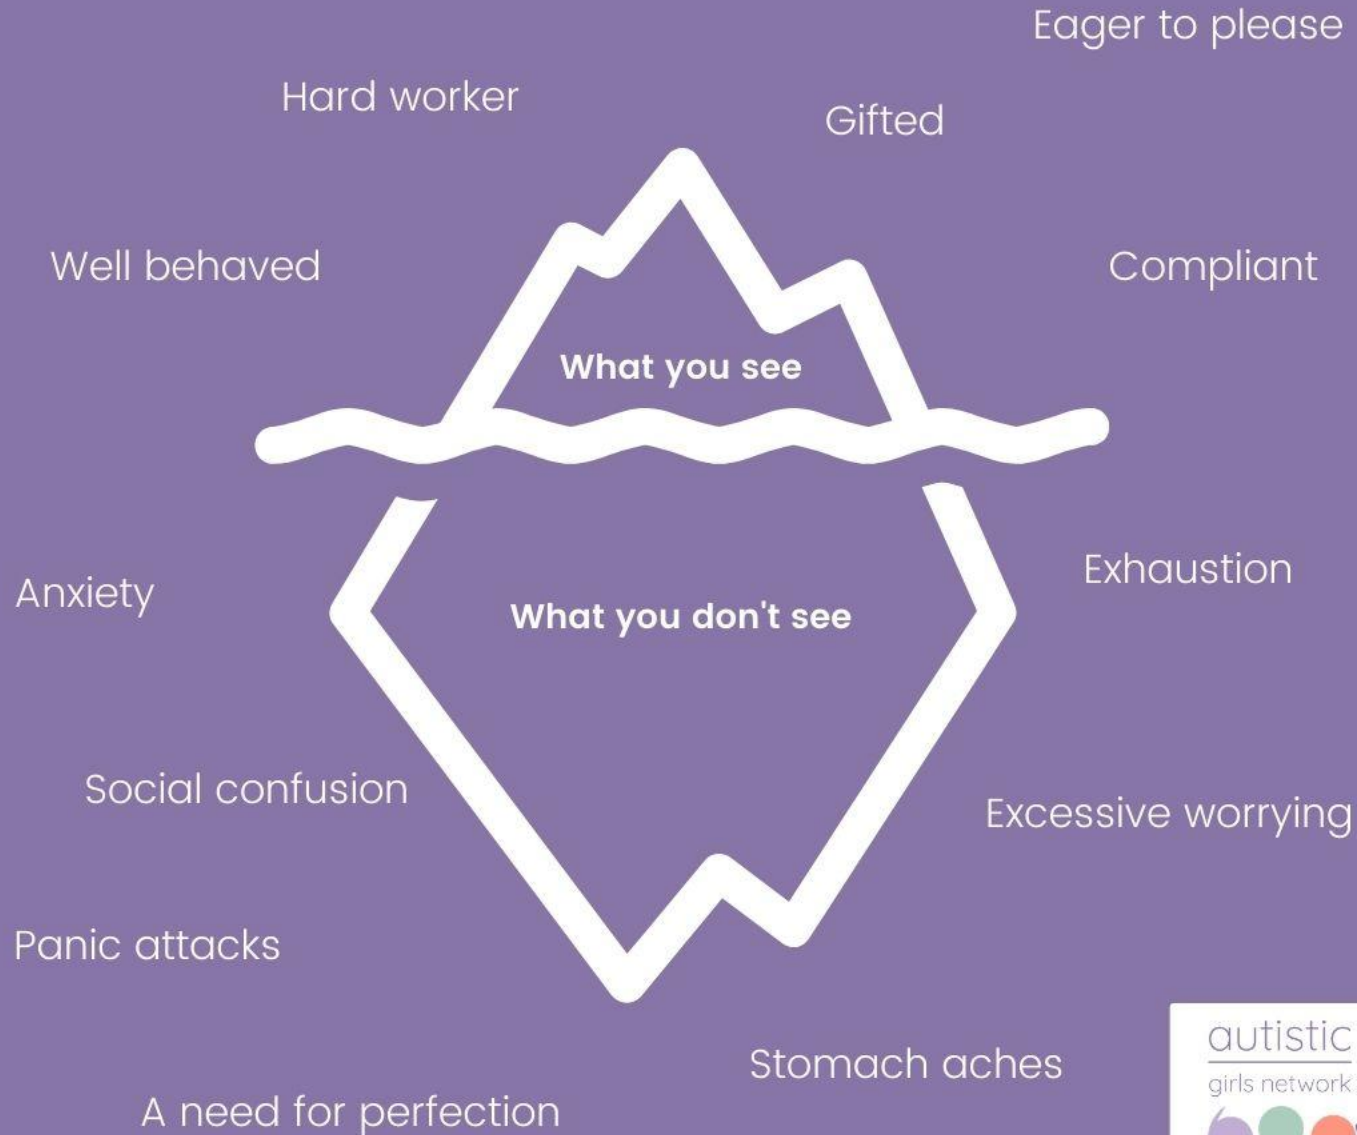 Eager to please
Hard worker
Gifted
Well behaved
Compliant
What you see
Anxiety
Exhaustion
What you don't see
Social confusion
Excessive worrying
Panic attacks
Stomach aches
A need for perfection
autistic
girls network